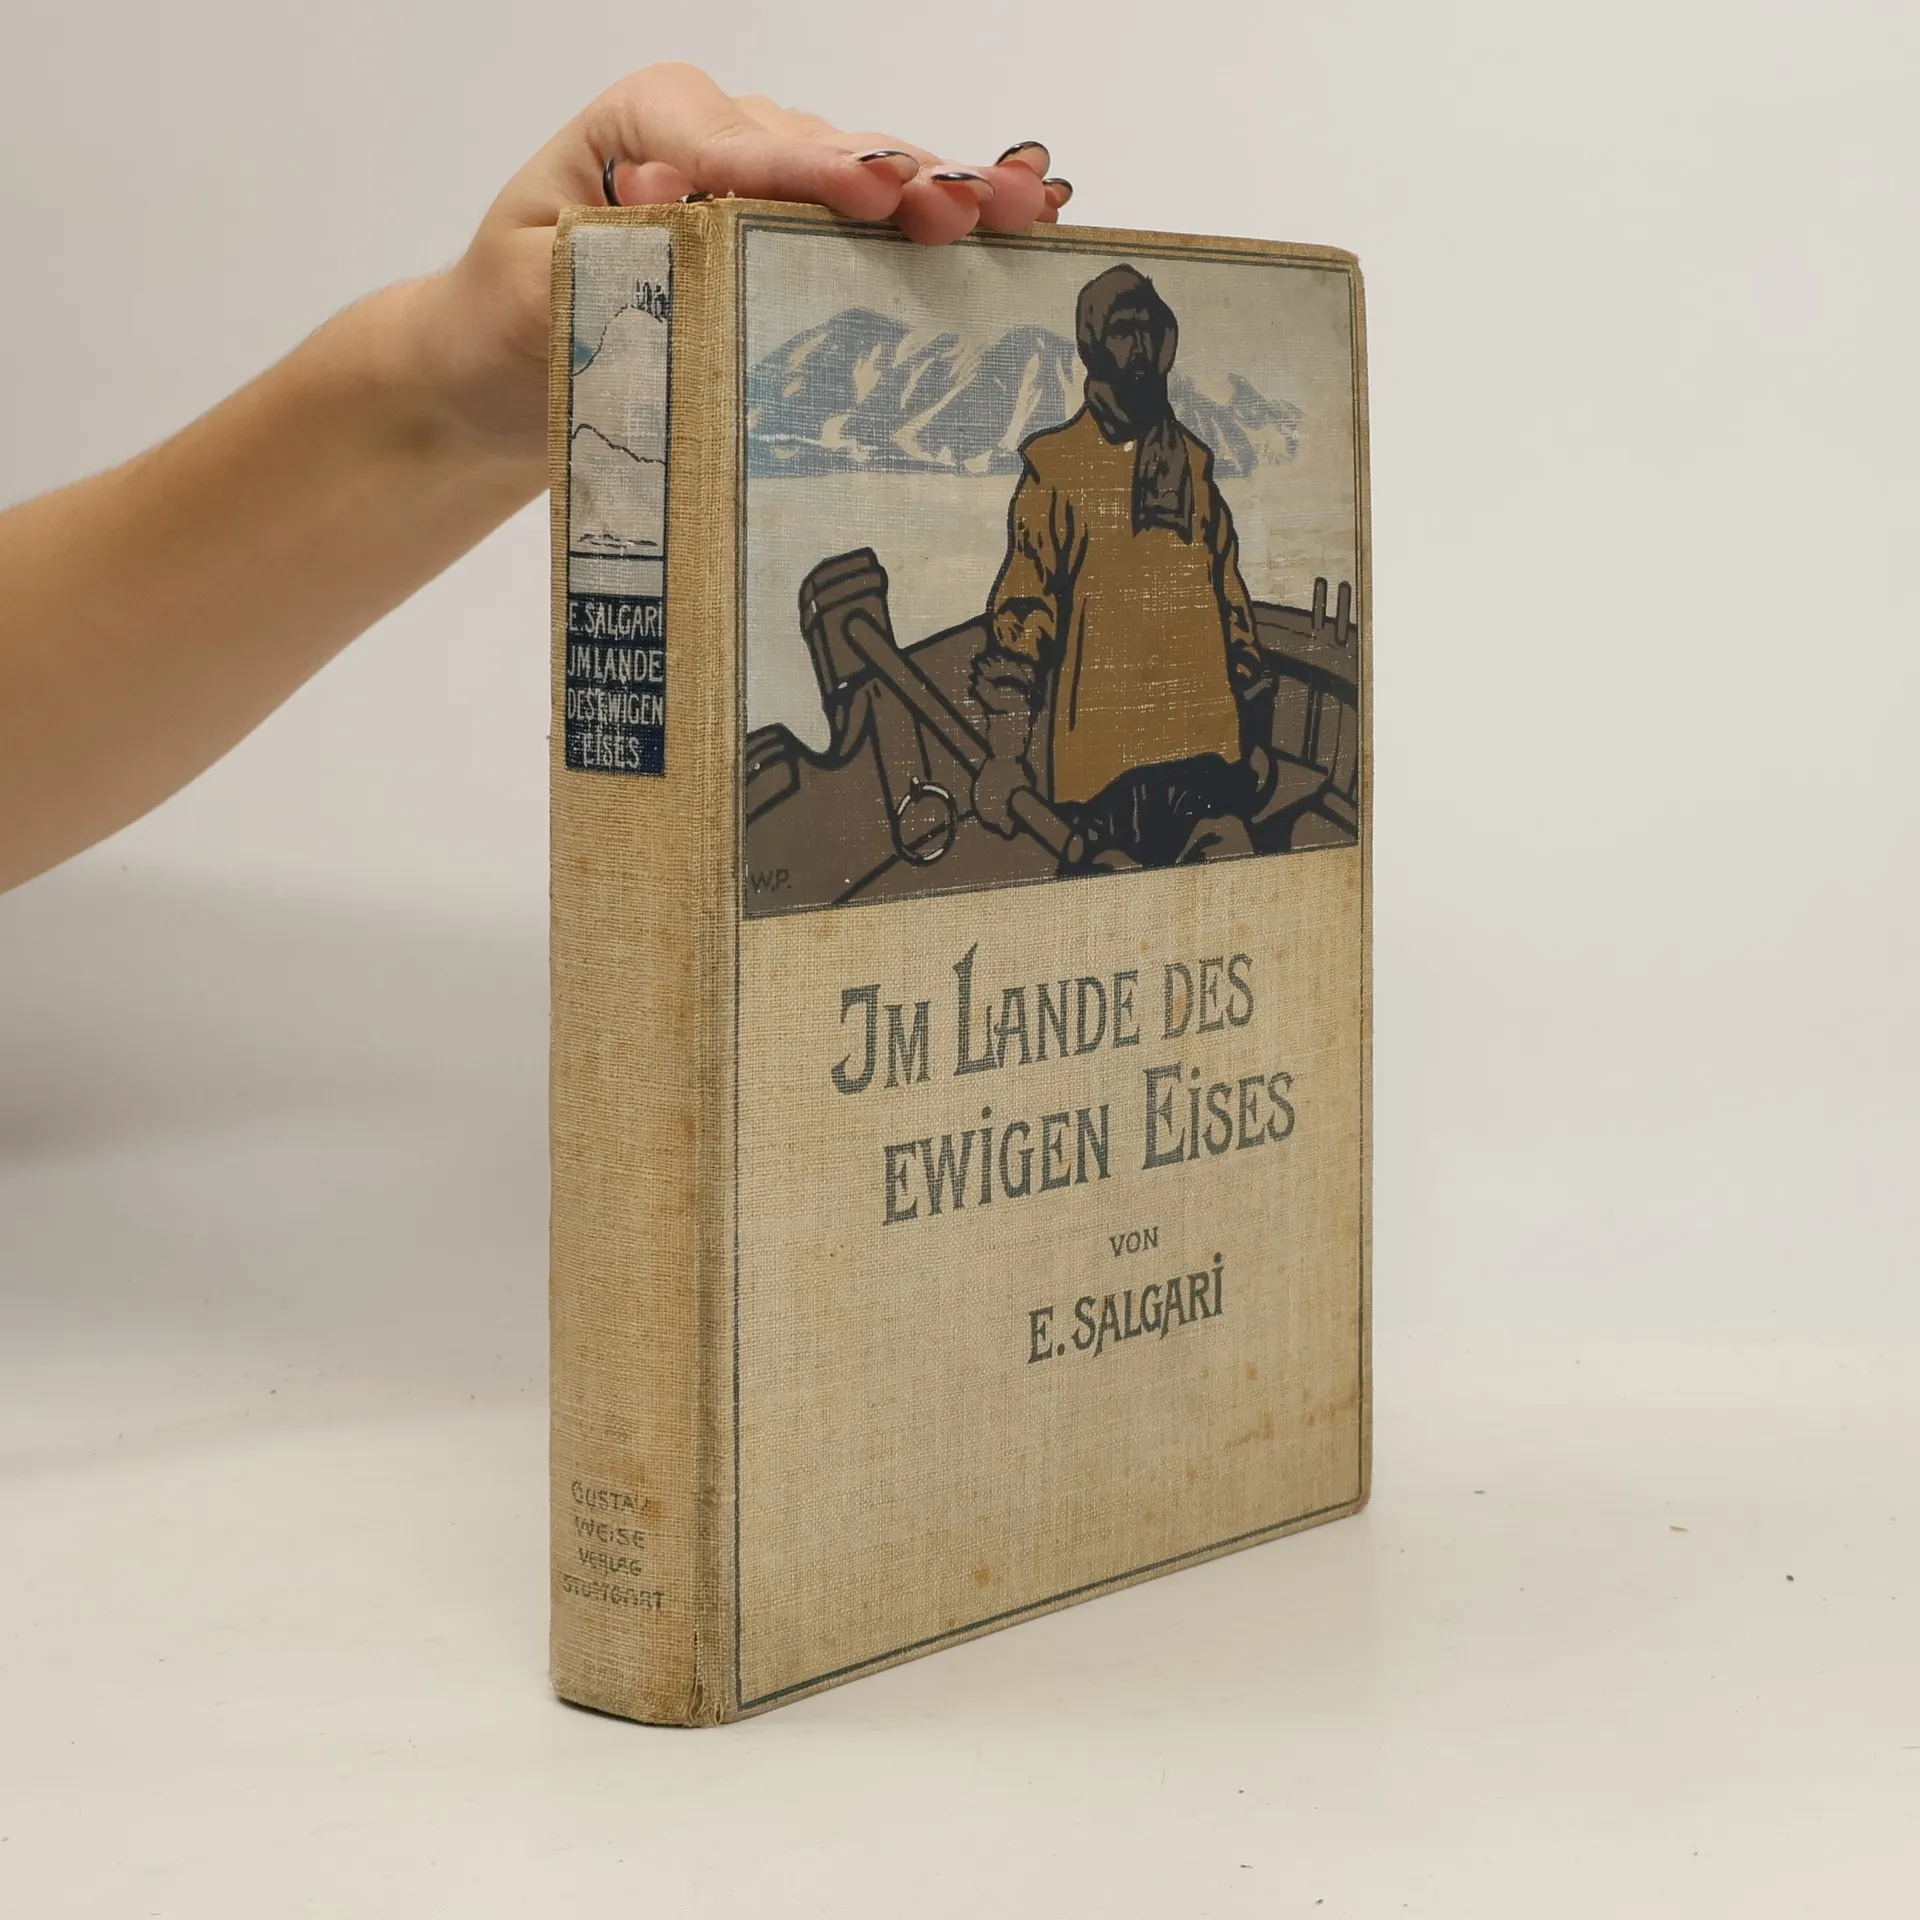 E. SALGARI
JM LANDE
DES EWIGEN
EISES
GUSTAV
WEISE
VERLAG
STUTTGART
W.P.
JM LANDE DES
EWIGEN EISES
VON
E. SALGARI